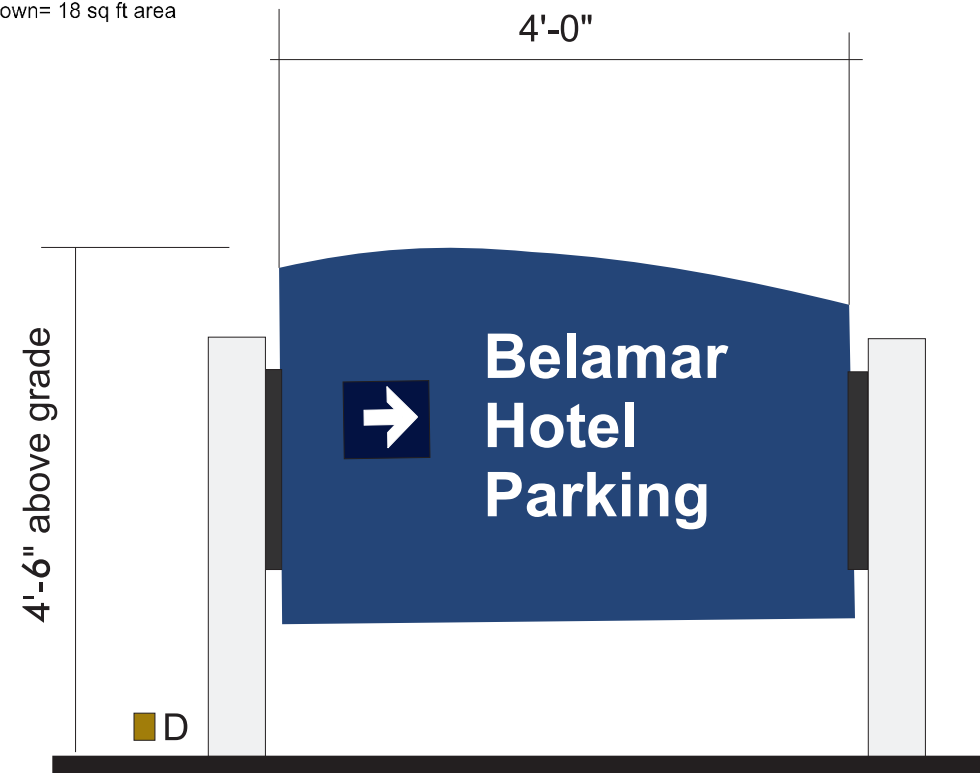 own= 18 sq ft area
4'-0"
4'-6" above grade
Belamar
Hotel
Parking
D